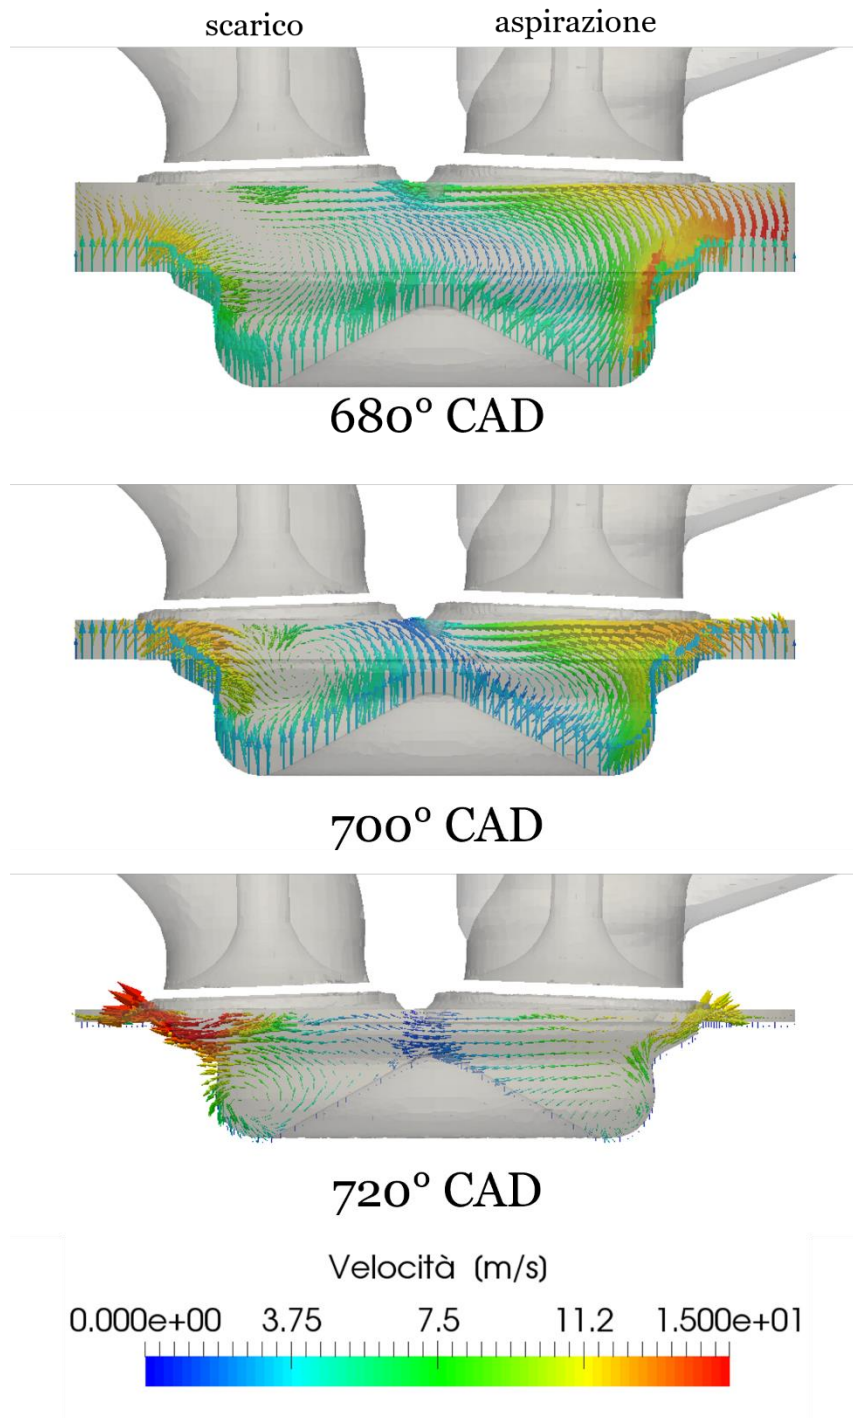 scarico aspirazione
680° CAD
700° CAD
720° CAD
Velocità (m/s)
0.000e+00 3.75 7.5 11.2 1.500e+01